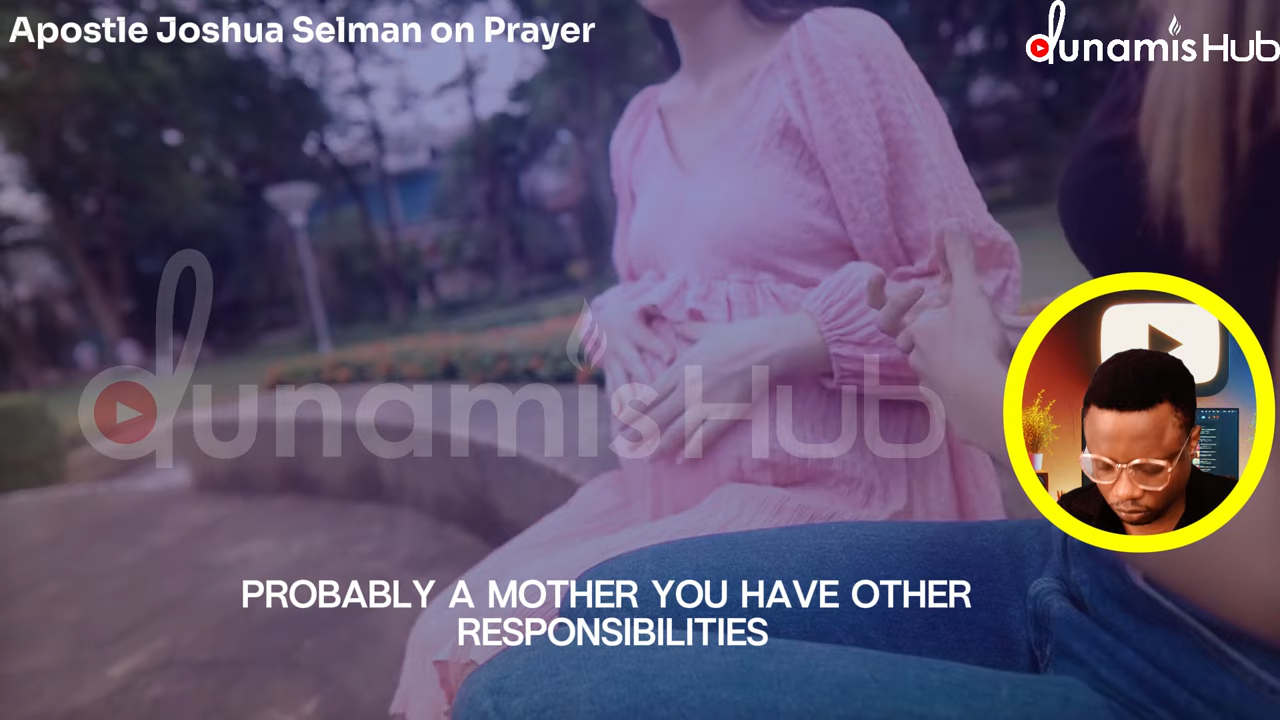 Apostle Joshua Selman on Prayer
dunamisHub
dunamisHub
PROBABLY A MOTHER YOU HAVE OTHER
RESPONSIBILITIES